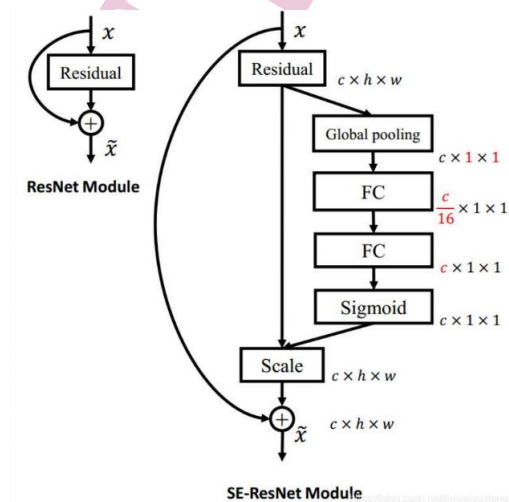 x
Residual
+
x̃
ResNet Module
x
Residual
c × h × w
Global pooling
c × 1 × 1
FC
c/16 × 1 × 1
FC
c × 1 × 1
Sigmoid
c × 1 × 1
Scale
c × h × w
+
x̃
c × h × w
SE-ResNet Module